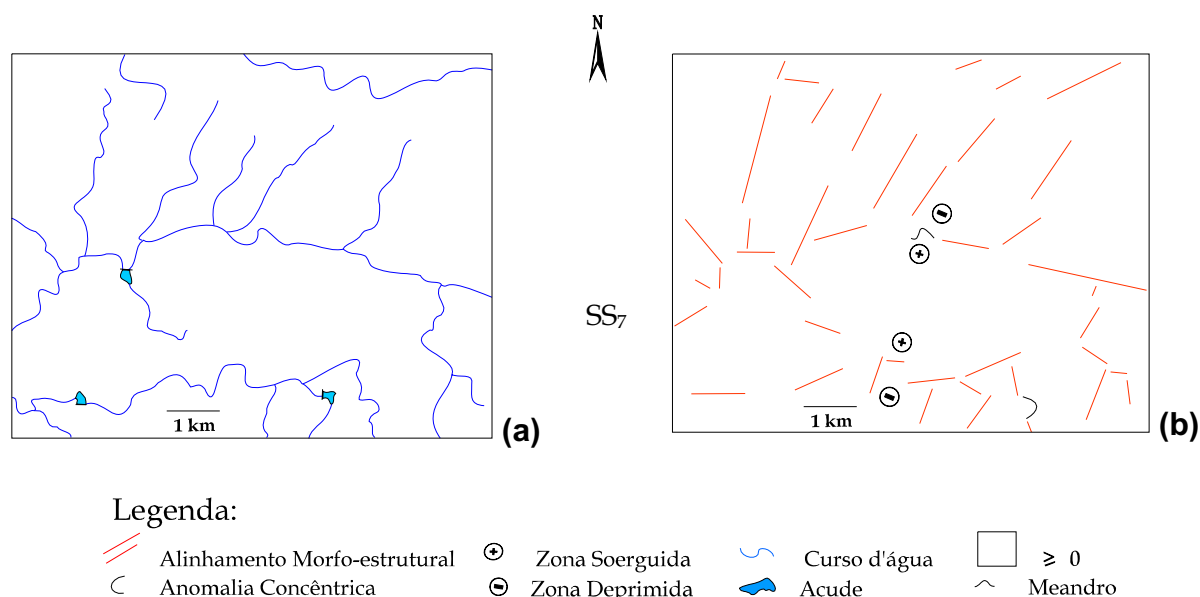 N
SS7
1 km
(a)
1 km
(b)
Legenda:
Alinhamento Morfo-estrutural
Zona Soerguida
Curso d'água
≥ 0
Anomalia Concêntrica
Zona Deprimida
Acude
Meandro